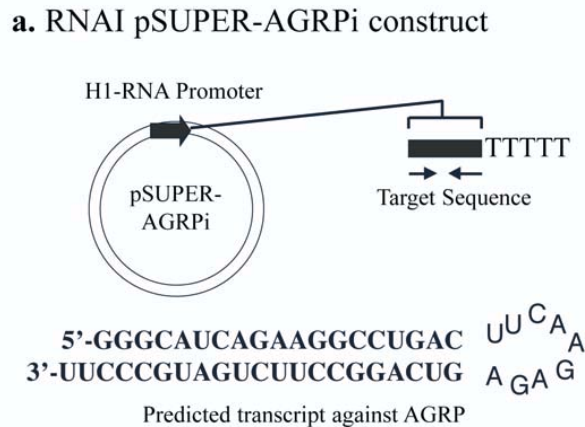 a. RNAI pSUPER-AGRPi construct
H1-RNA Promoter
TTTTT
pSUPER-
AGRPi
Target Sequence
5'-GGGCAUCAGAAGGCCUGAC UUCAA
3'-UUCCCGUAGUCUUCCGGACUG AGAG
Predicted transcript against AGRP